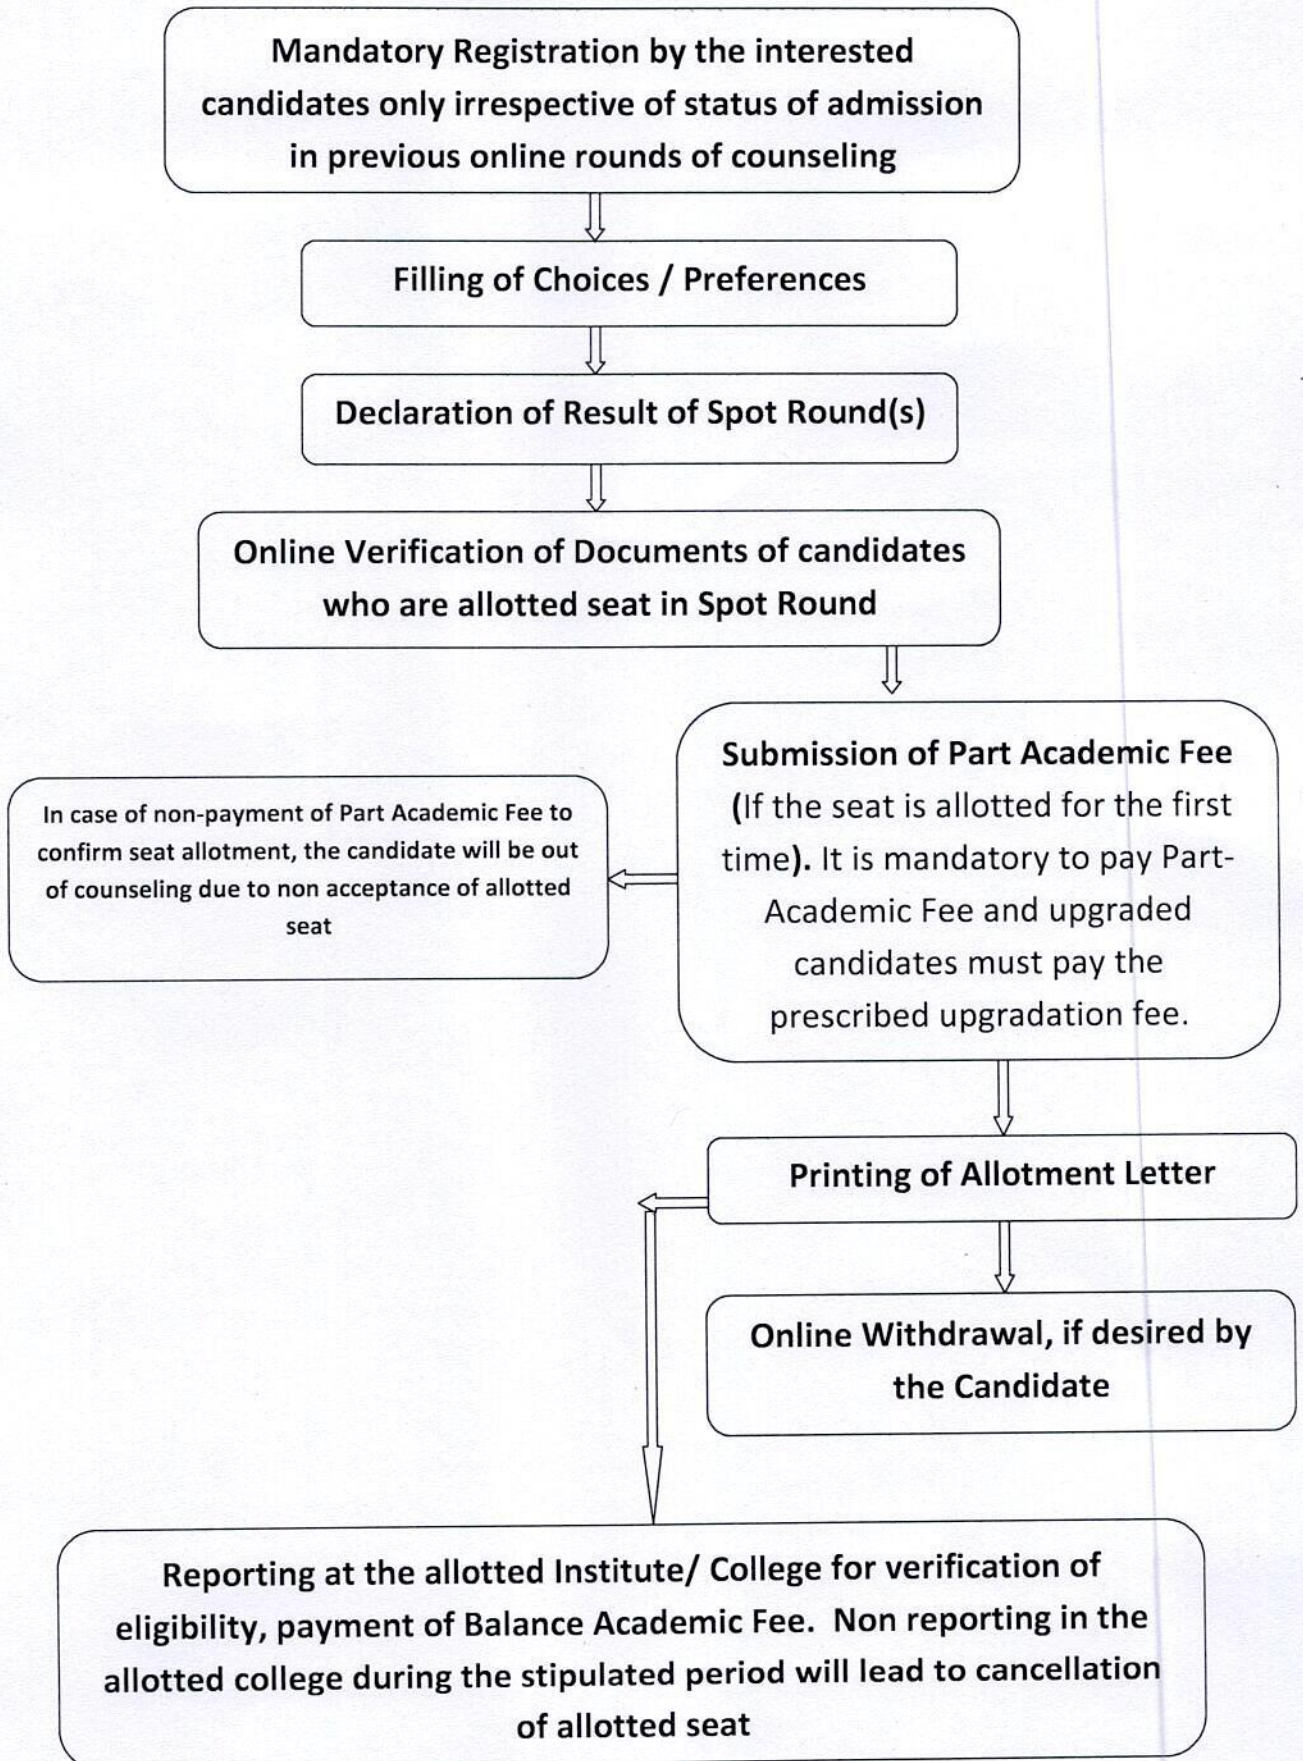 Mandatory Registration by the interested
candidates only irrespective of status of admission
in previous online rounds of counseling
Filling of Choices / Preferences
Declaration of Result of Spot Round(s)
Online Verification of Documents of candidates
who are allotted seat in Spot Round
Submission of Part Academic Fee
(If the seat is allotted for the first
time). It is mandatory to pay Part-
Academic Fee and upgraded
candidates must pay the
prescribed upgradation fee.
In case of non-payment of Part Academic Fee to
confirm seat allotment, the candidate will be out
of counseling due to non acceptance of allotted
seat
Printing of Allotment Letter
Online Withdrawal, if desired by
the Candidate
Reporting at the allotted Institute/ College for verification of
eligibility, payment of Balance Academic Fee. Non reporting in the
allotted college during the stipulated period will lead to cancellation
of allotted seat